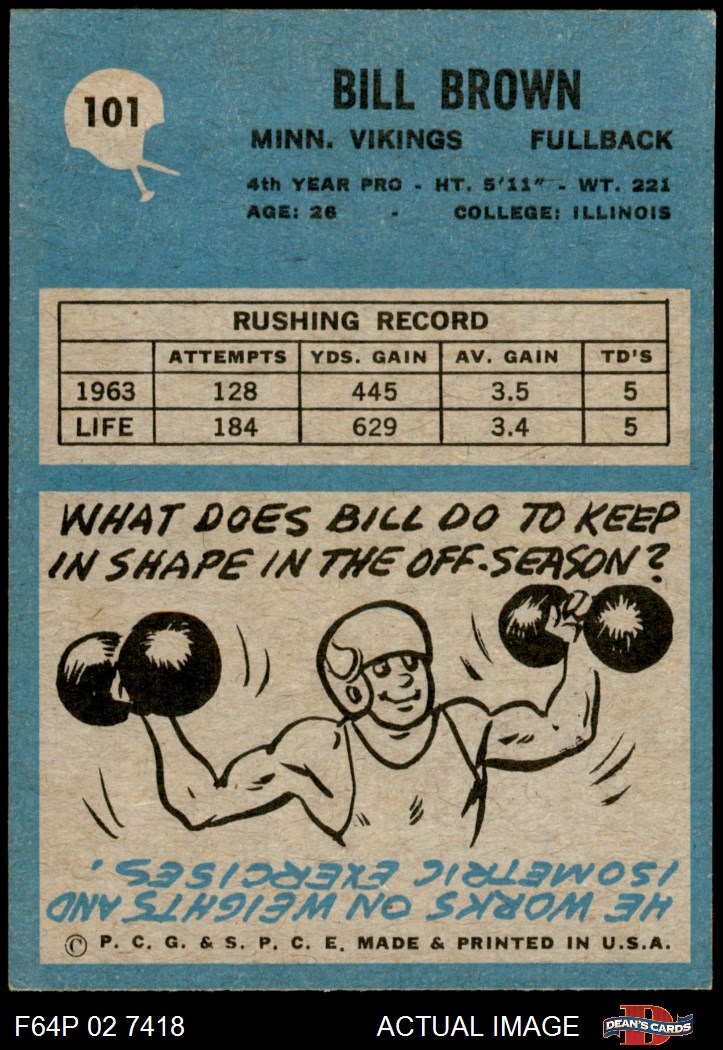 101
BILL BROWN
MINN. VIKINGS FULLBACK
4th YEAR PRO - HT. 5'11" - WT. 221
AGE: 26 - COLLEGE: ILLINOIS
RUSHING RECORD
ATTEMPTS YDS. GAIN AV. GAIN TD'S
1963 128 445 3.5 5
LIFE 184 629 3.4 5
WHAT DOES BILL DO TO KEEP
IN SHAPE IN THE OFF-SEASON?
HE WORKS ON WEIGHTS AND
ISOMETRIC EXERCISES.
© P. C. G. & S. P. C. E. MADE & PRINTED IN U.S.A.
F64P 02 7418 ACTUAL IMAGE
D
DEAN'S CARDS